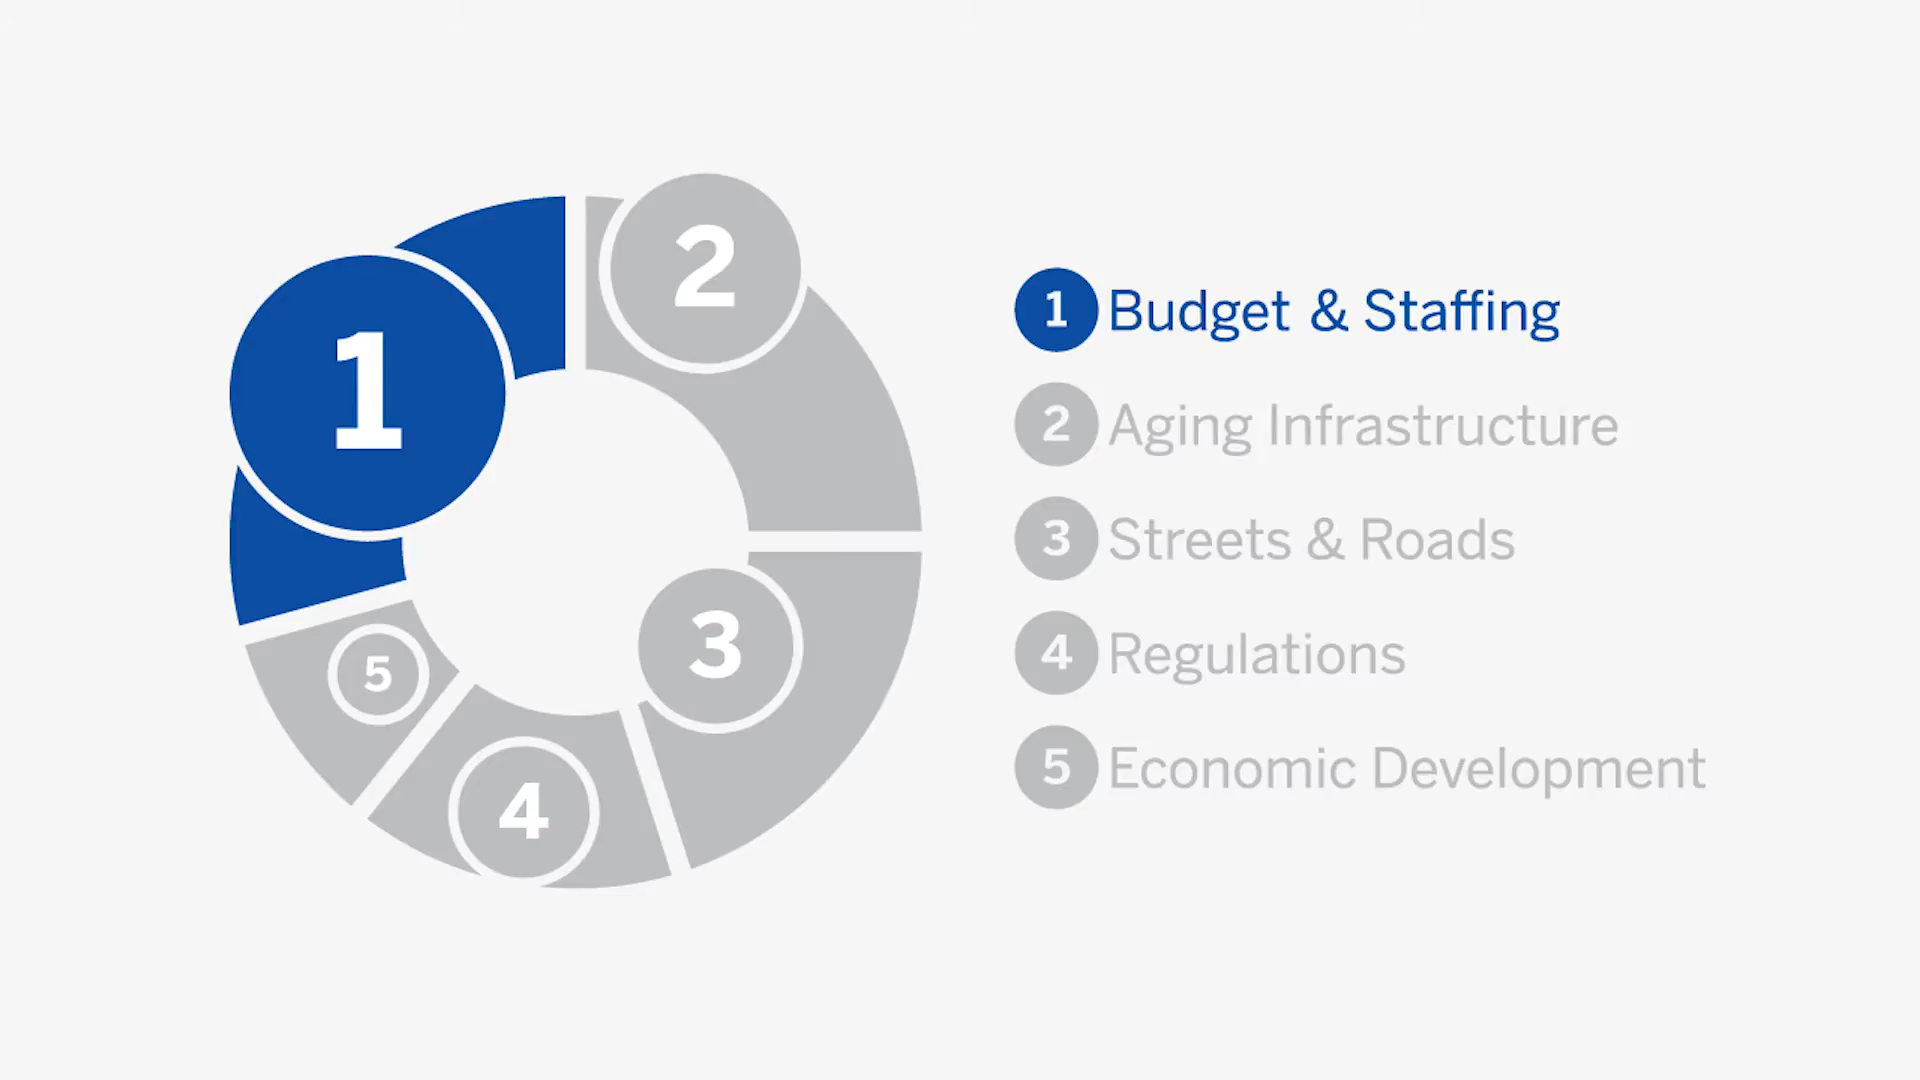 1
2
3
4
5
1 Budget & Staffing
2 Aging Infrastructure
3 Streets & Roads
4 Regulations
5 Economic Development